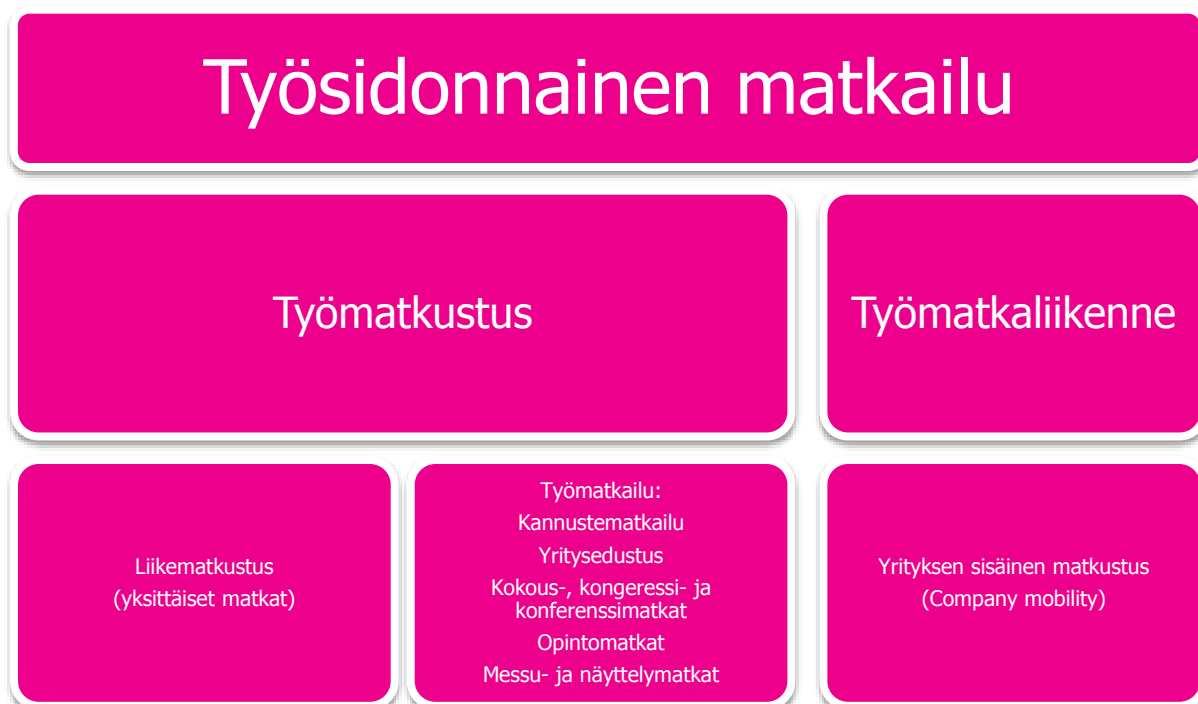 Työsidonnainen matkailu
Työmatkustus
Työmatkaliikenne
Liikematkustus
(yksittäiset matkat)
Työmatkailu:
Kannustematkailu
Yritysedustus
Kokous-, kongeressi- ja
konferenssimatkat
Opintomatkat
Messu- ja näyttelymatkat
Yrityksen sisäinen matkustus
(Company mobility)